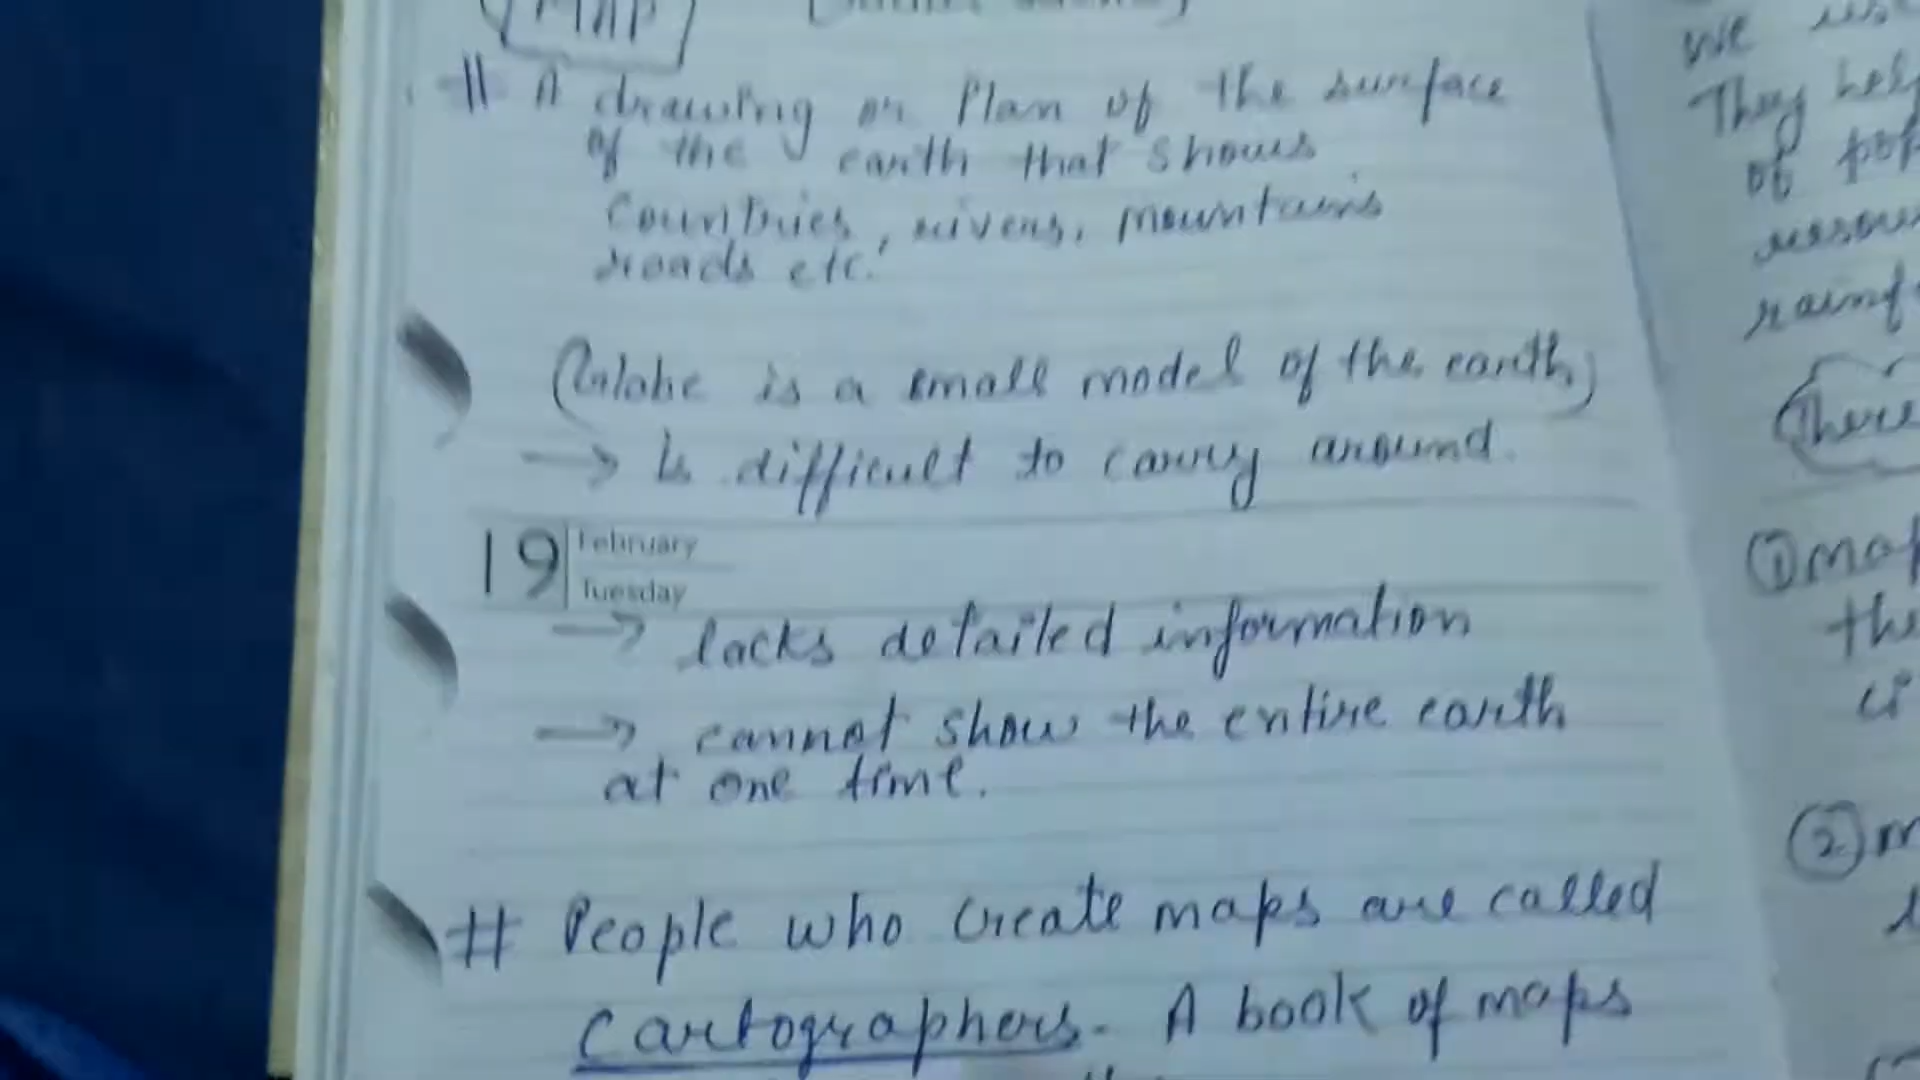 MAP
# A drawing or Plan of the surface
of the earth that shows
Countries, rivers, mountains
roads etc.
(Globe is a small model of the earth)
→ Is difficult to carry around.
19 February
Tuesday
→ lacks detailed information
→ cannot show the entire earth
at one time.
# People who create maps are called
Cartographers. A book of maps
We
They help
of
rainf
There
① map
the
②